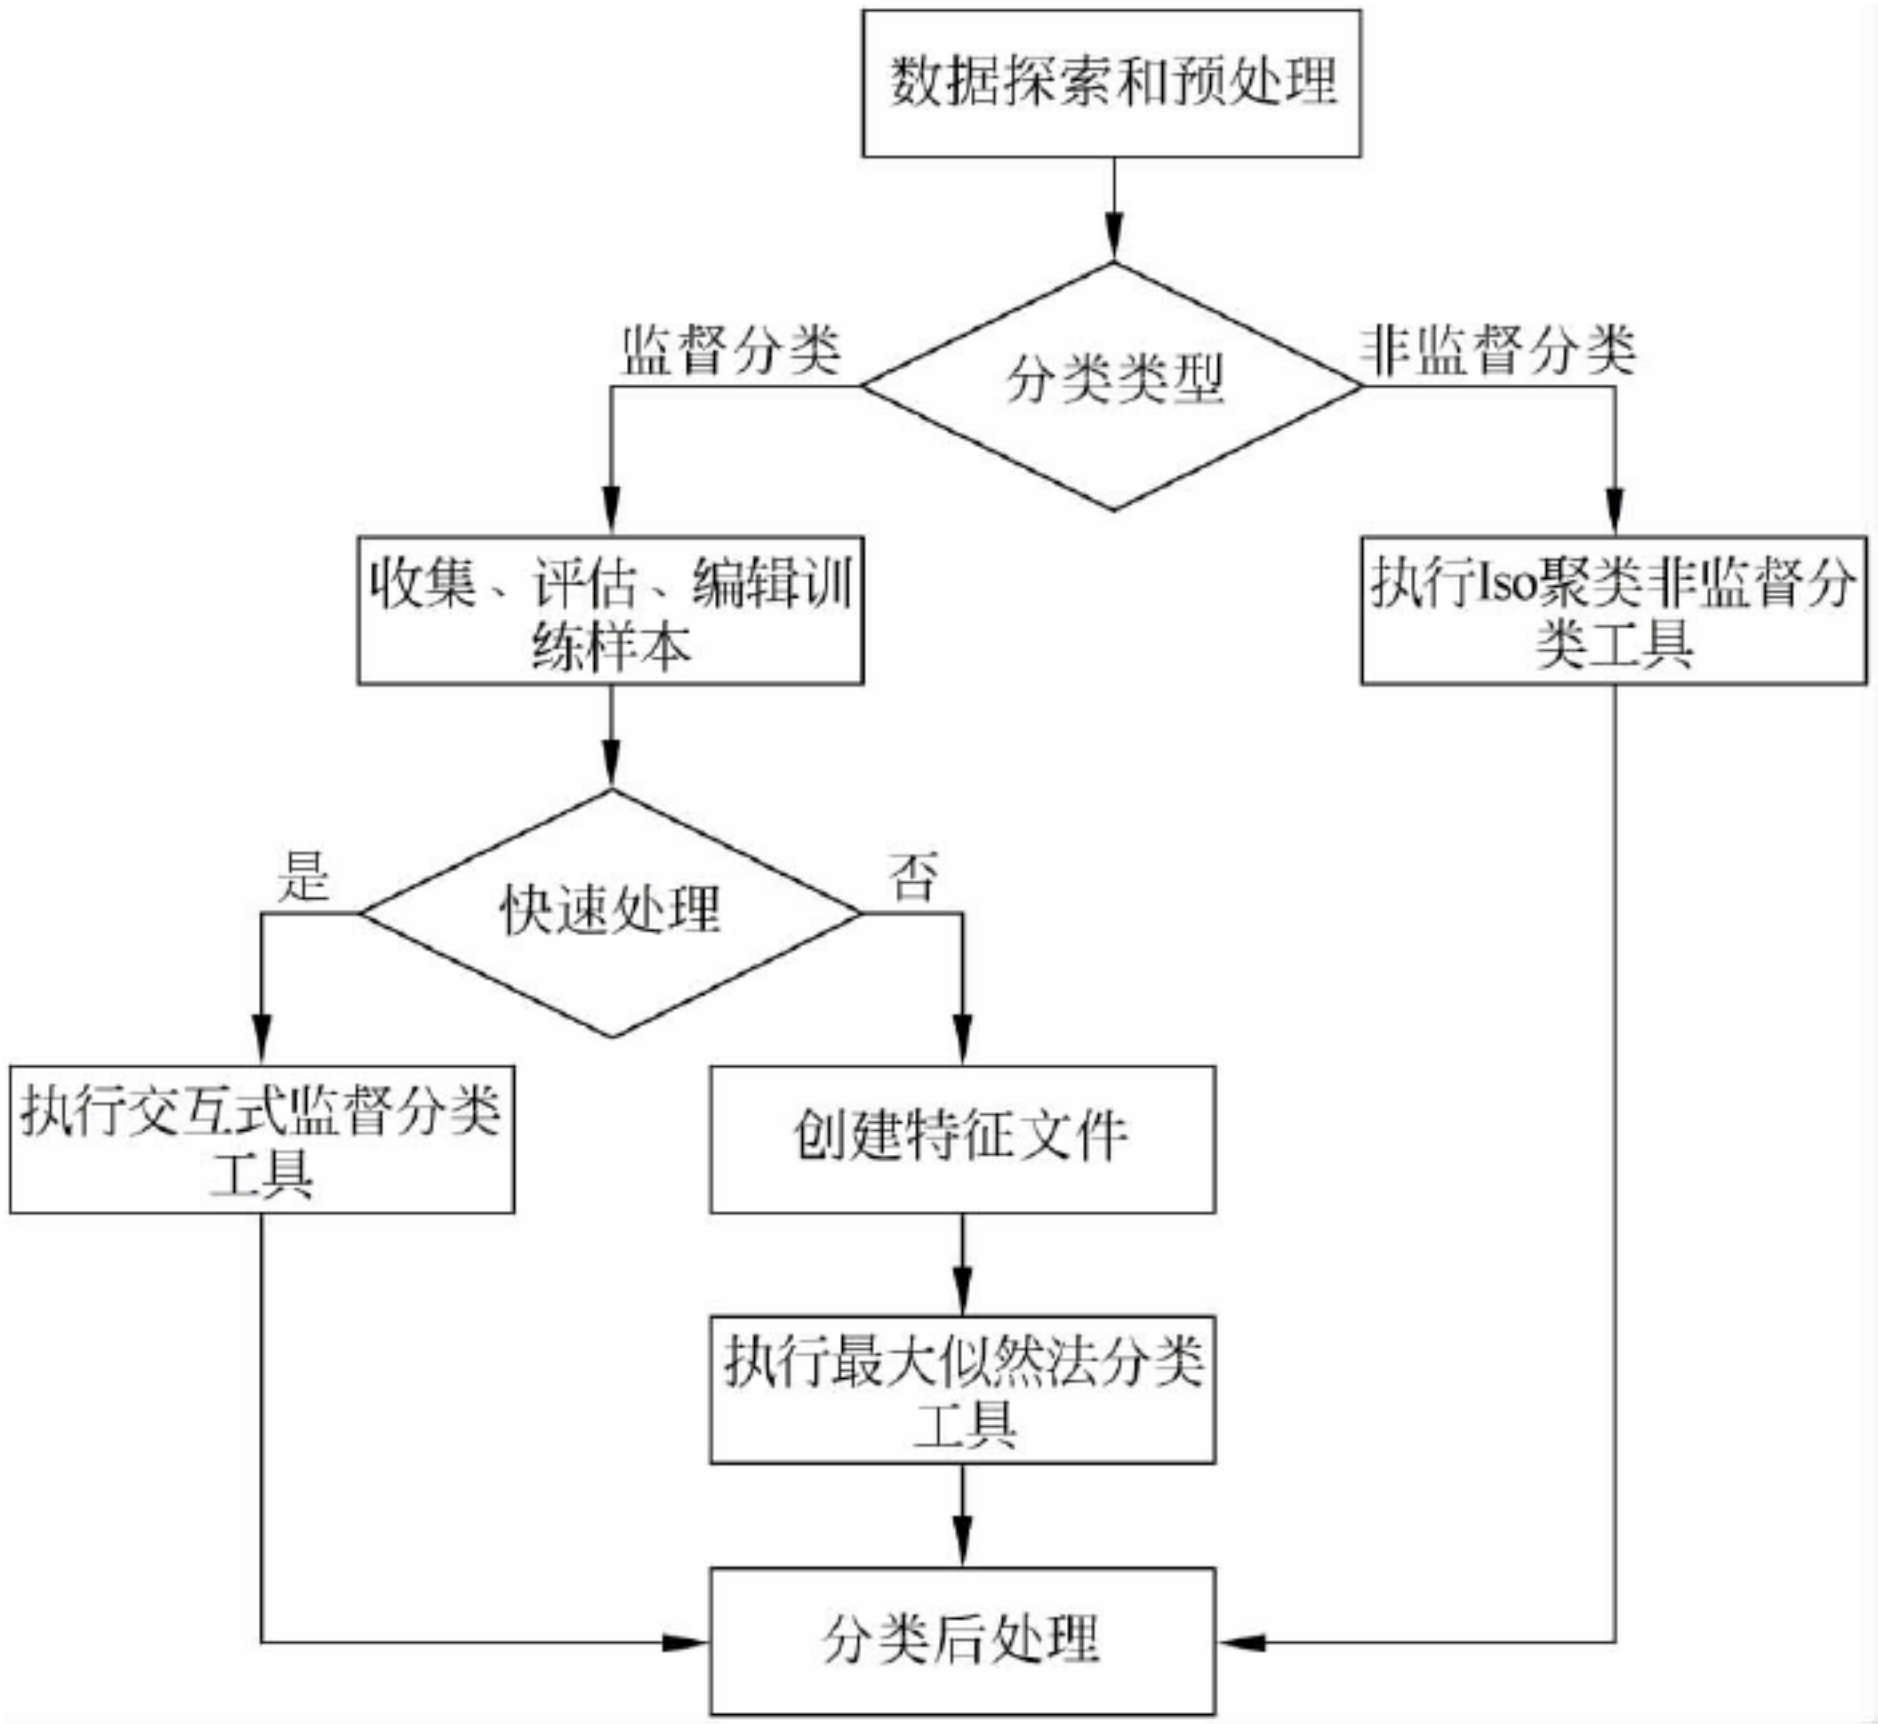 数据探索和预处理
监督分类
分类类型
非监督分类
收集、评估、编辑训
练样本
执行Iso聚类非监督分
类工具
是
快速处理
否
执行交互式监督分类
工具
创建特征文件
执行最大似然法分类
工具
分类后处理